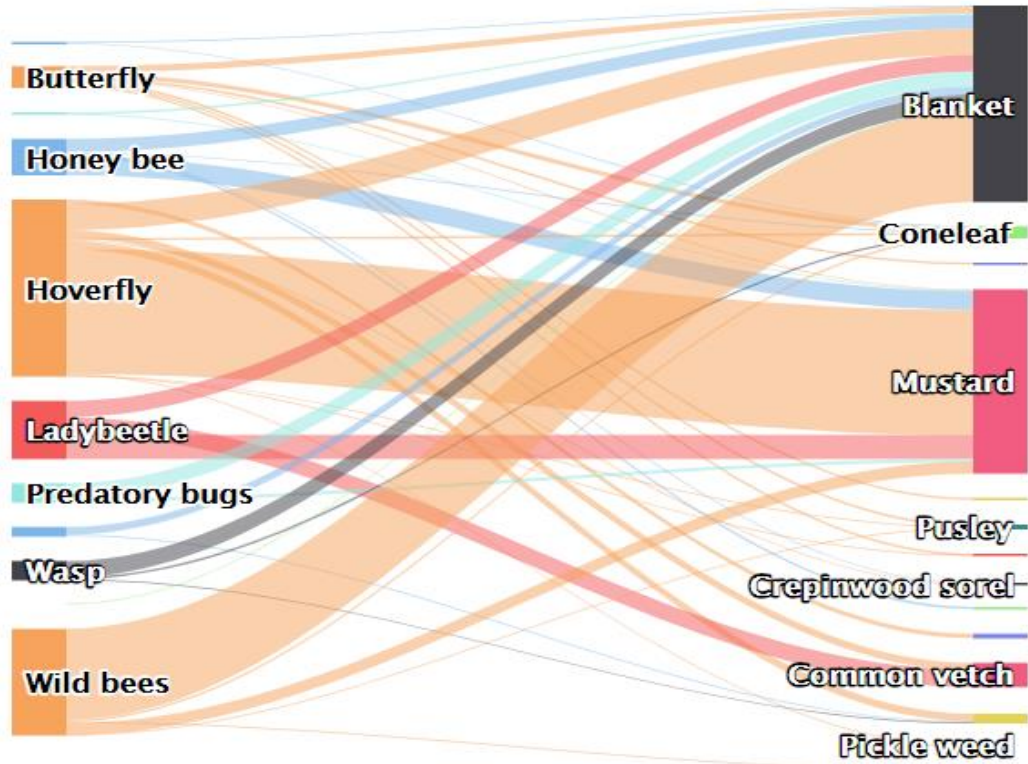 Butterfly
Honey bee
Hoverfly
Ladybeetle
Predatory bugs
Wasp
Wild bees
Blanket
Coneleaf
Mustard
Pusley
Crepinwood sorel
Common vetch
Pickle weed